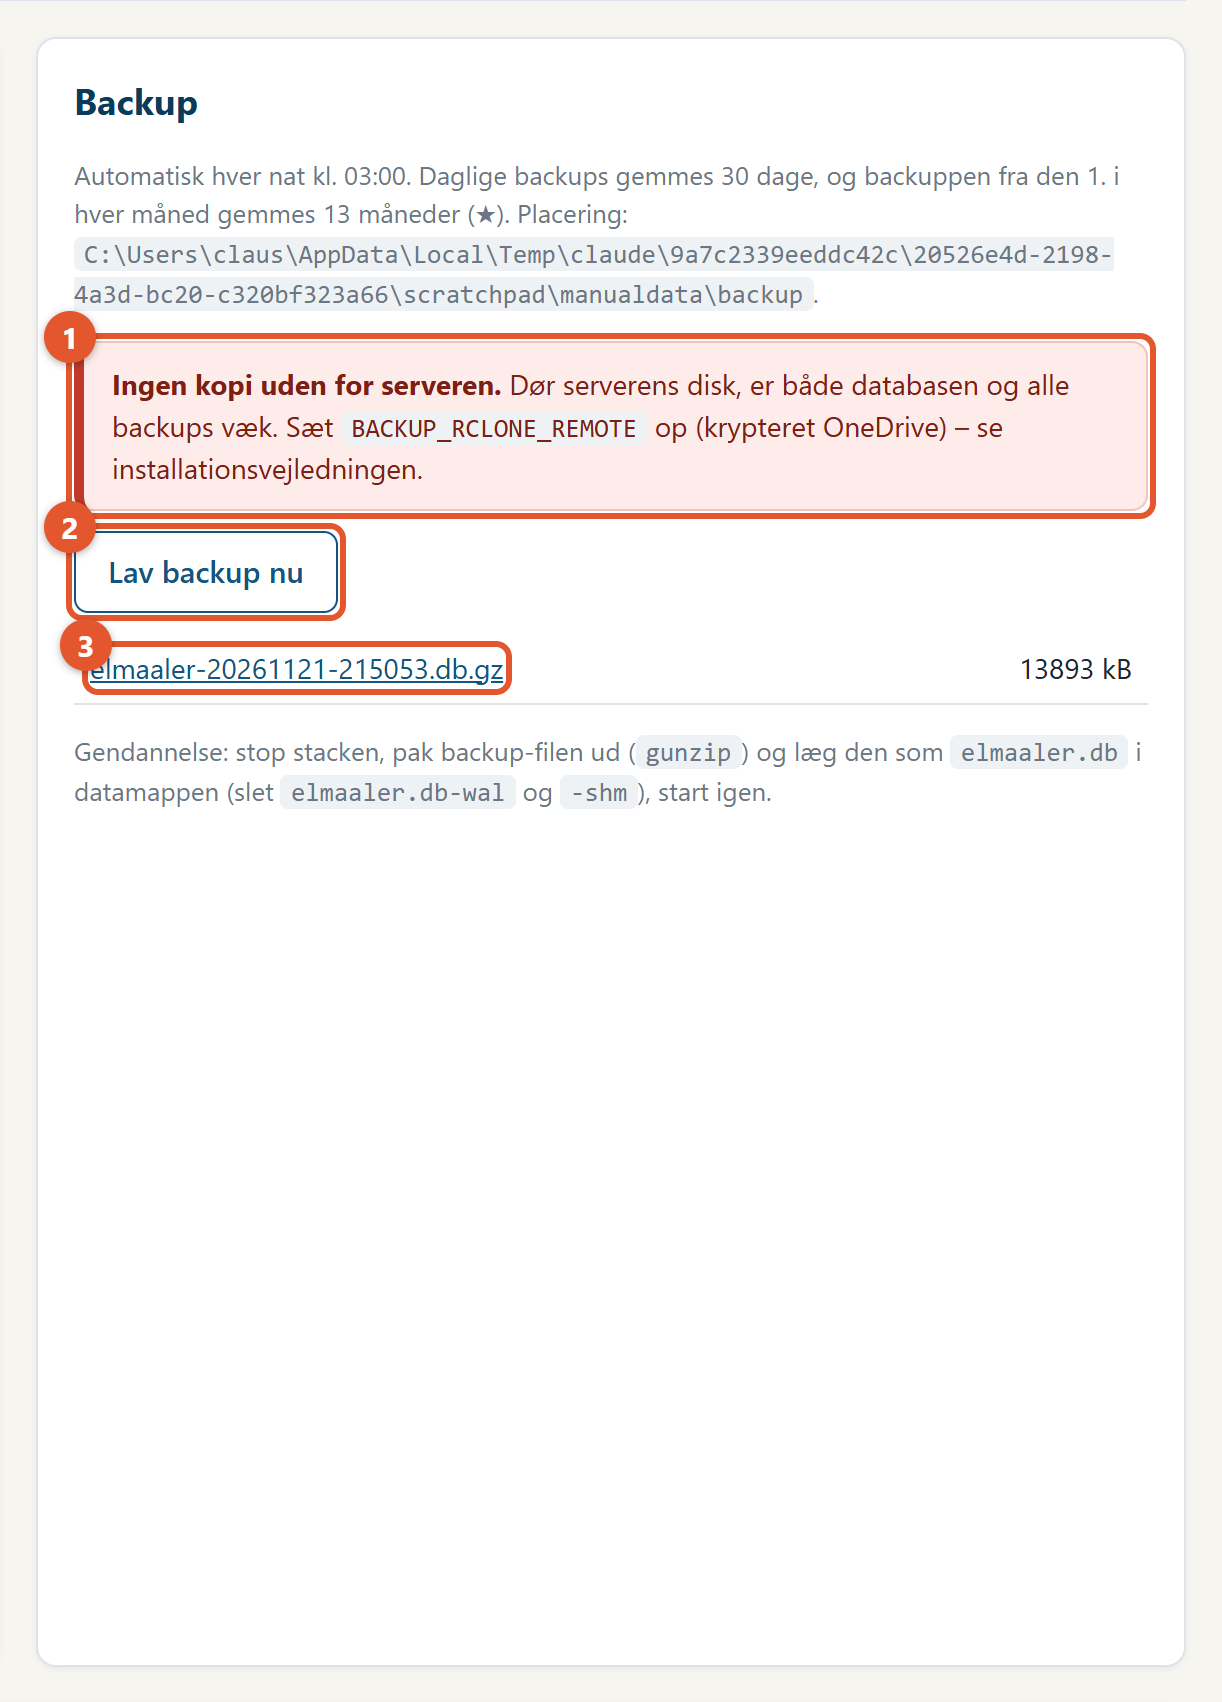 Backup
Automatisk hver nat kl. 03:00. Daglige backups gemmes 30 dage, og backuppen fra den 1. i
hver måned gemmes 13 måneder (★). Placering:
C:\Users\claus\AppData\Local\Temp\claude\9a7c2339eeddc42c\20526e4d-2198-
4a3d-bc20-c320bf323a66\scratchpad\manualdata\backup.
1
Ingen kopi uden for serveren. Dør serverens disk, er både databasen og alle
backups væk. Sæt BACKUP_RCLONE_REMOTE op (krypteret OneDrive) – se
installationsvejledningen.
2
Lav backup nu
3
elmaaler-20261121-215053.db.gz 13893 kB
Gendannelse: stop stacken, pak backup-filen ud (gunzip) og læg den som elmaaler.db i
datamappen (slet elmaaler.db-wal og -shm), start igen.